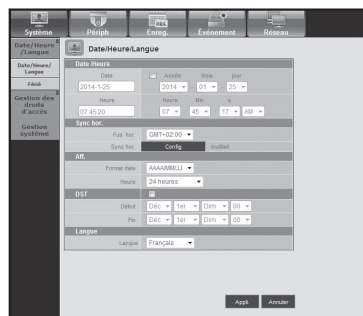 Système Périph Enreg. Événement Réseau
Date/Heure
/Langue
Date/Heure/
Langue
Férié
Gestion des
droits
d'accès
Gestion
système
Date/Heure/Langue
Date /Heure
Date Année Mois jour
2014-1-25 2014 - 01 - 25
Heure Heure Min. s
07:45:20 07 45 17 AM
Sync hor.
Fus. hor. GMT+02:00
Sync hor. Config Inutilisé
Aff.
Format date AAAA/MM/JJ
Heure 24 heures
DST
Début Déc 1er Dim 00
Fin Déc 1er Dim 00
Langue
Langue Français
Appli. Annuler